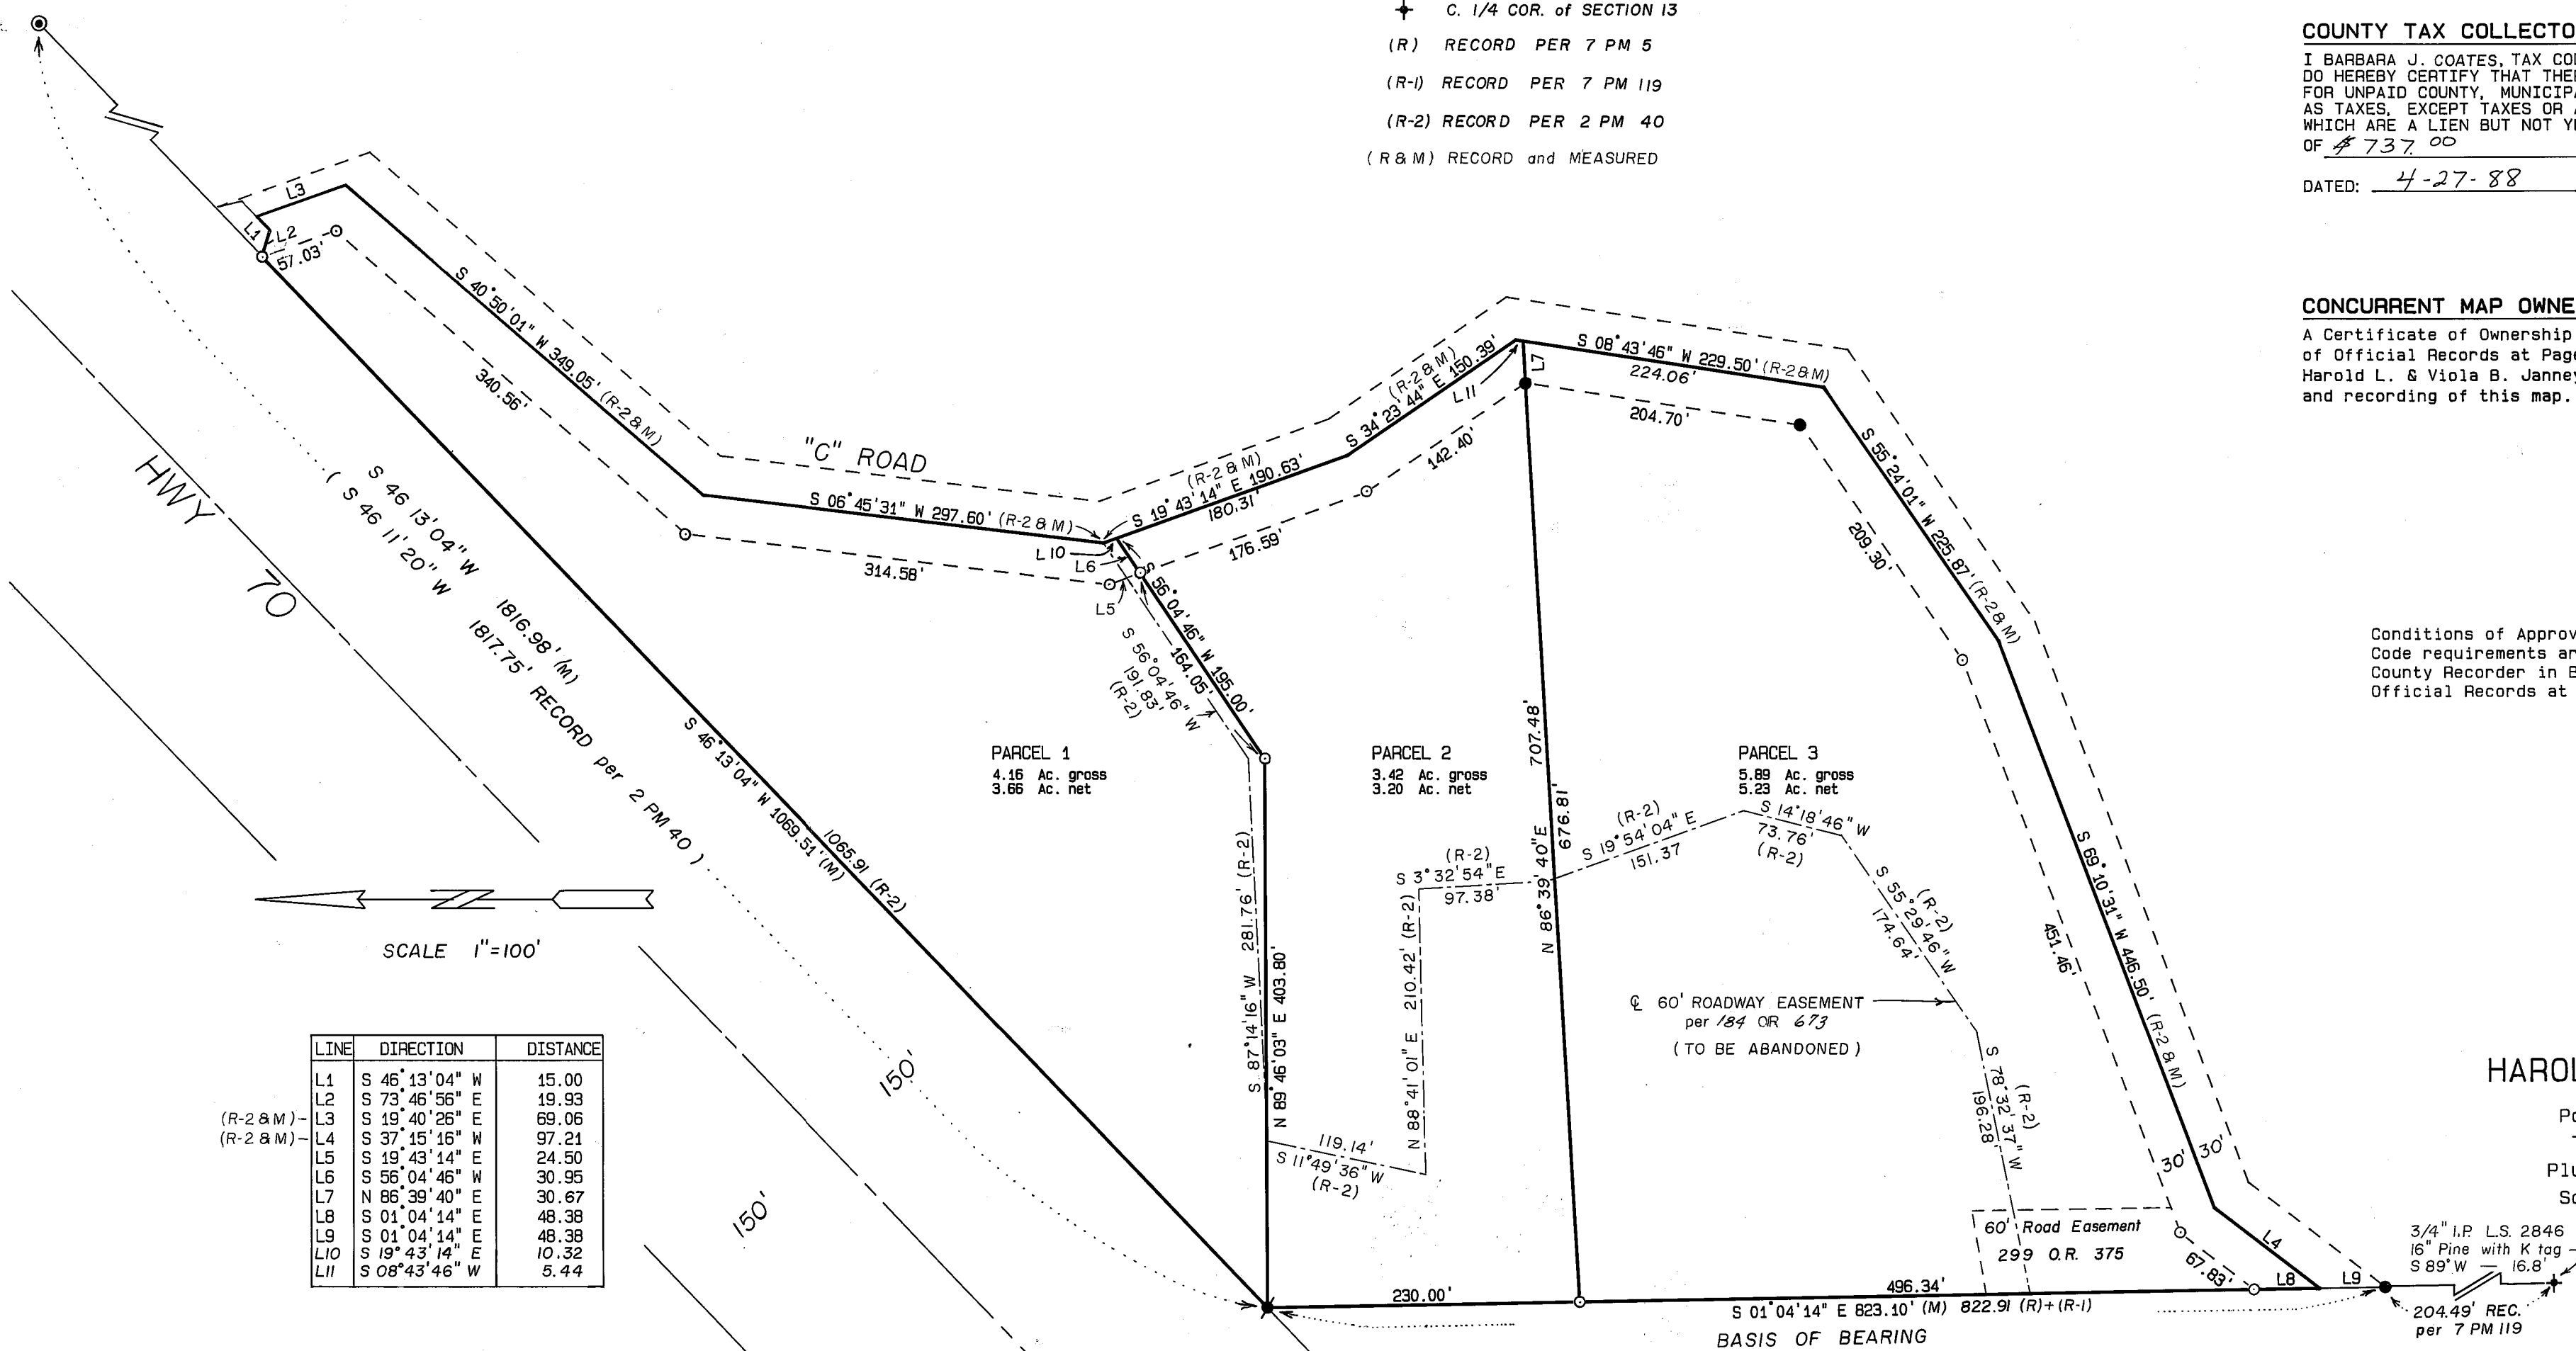 C. 1/4 COR. of SECTION 13
(R) RECORD PER 7 PM 5
(R-1) RECORD PER 7 PM 119
(R-2) RECORD PER 2 PM 40
(R & M) RECORD and MEASURED
COUNTY TAX COLLECTO
I BARBARA J. COATES, TAX CO
DO HEREBY CERTIFY THAT THE
FOR UNPAID COUNTY, MUNICIPA
AS TAXES, EXCEPT TAXES OR
WHICH ARE A LIEN BUT NOT Y
OF $ 737.00
DATED: 4-27-88
CONCURRENT MAP OWNE
A Certificate of Ownership
of Official Records at Page
Harold L. & Viola B. Janney
and recording of this map.
Conditions of Approv
Code requirements ar
County Recorder in B
Official Records at
HAROL
Po
Plu
So
L3
L1
L2
57.03'
S 40°50'01" W 349.05' (R-2 & M)
340.56'
"C" ROAD
S 06°45'31" W 297.60' (R-2 & M)
314.58'
(R-2 & M)
S 19°43'14" E 190.63'
180.31'
176.59'
(R-2 & M)
S 34°23'44" E 150.39'
L11
142.40'
L7
S 08°43'46" W 229.50' (R-2&M)
224.06'
204.70'
S 55°24'01" W 225.87' (R-2&M)
209.30'
L10
L6
L5
S 56°04'46" W 195.00'
164.05'
S 56°04'46" W
191.83'
(R-2)
HWY 70
S 46 13'04" W 1816.98' (M)
( S 46 11'20" W 1817.75' RECORD per 2 PM 40 )
S 46°13'04" W 1069.51' (M)
1065.91 (R-2)
PARCEL 1
4.16 Ac. gross
3.66 Ac. net
PARCEL 2
3.42 Ac. gross
3.20 Ac. net
PARCEL 3
5.89 Ac. gross
5.23 Ac. net
707.48'
N 86°39'40"E 676.81'
S 87°14'16" W 281.76' (R-2)
N 89°46'03" E 403.80'
(R-2)
S 3°32'54"E
97.38'
N 88°41'01" E 210.42' (R-2)
119.14'
S 11°49'36" W
(R-2)
(R-2)
S 19°54'04" E
151.37
S 14°18'46" W
73.76'
(R-2)
(R-2)
S 55°29'46" W
174.64'
(R-2)
S 78°32'37" W
196.28'
℄ 60' ROADWAY EASEMENT
per 184 OR 673
( TO BE ABANDONED )
S 69°10'31" W 446.50' (R-2 & M)
451.46'
30' 30'
60' Road Easement
299 O.R. 375
67.83'
L4
L8
L9
3/4" I.P. L.S. 2846
16" Pine with K tag
S 89° W — 16.8'
204.49' REC.
per 7 PM 119
230.00'
496.34'
S 01°04'14" E 823.10' (M) 822.91 (R)+(R-1)
BASIS OF BEARING
SCALE 1"=100'
150'
150'
LINE DIRECTION DISTANCE
L1 S 46°13'04" W 15.00
L2 S 73°46'56" E 19.93
(R-2 & M) – L3 S 19°40'26" E 69.06
(R-2 & M) – L4 S 37°15'16" W 97.21
L5 S 19°43'14" E 24.50
L6 S 56°04'46" W 30.95
L7 N 86°39'40" E 30.67
L8 S 01°04'14" E 48.38
L9 S 01°04'14" E 48.38
L10 S 19°43'14" E 10.32
L11 S 08°43'46" W 5.44